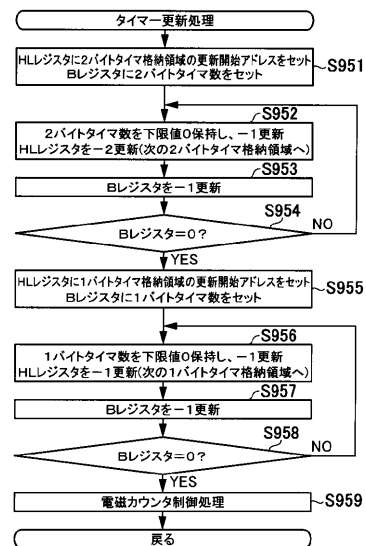 タイマー更新処理
HLレジスタに2バイトタイマ格納領域の更新開始アドレスをセット
Bレジスタに2バイトタイマ数をセット
S951
S952
2バイトタイマ数を下限値0保持し、-1更新
HLレジスタを-2更新(次の2バイトタイマ格納領域へ)
S953
Bレジスタを-1更新
S954
Bレジスタ=0?
NO
YES
HLレジスタに1バイトタイマ格納領域の更新開始アドレスをセット
Bレジスタに1バイトタイマ数をセット
S955
S956
1バイトタイマ数を下限値0保持し、-1更新
HLレジスタを-1更新(次の1バイトタイマ格納領域へ)
S957
Bレジスタを-1更新
S958
Bレジスタ=0?
NO
YES
電磁カウンタ制御処理
S959
戻る